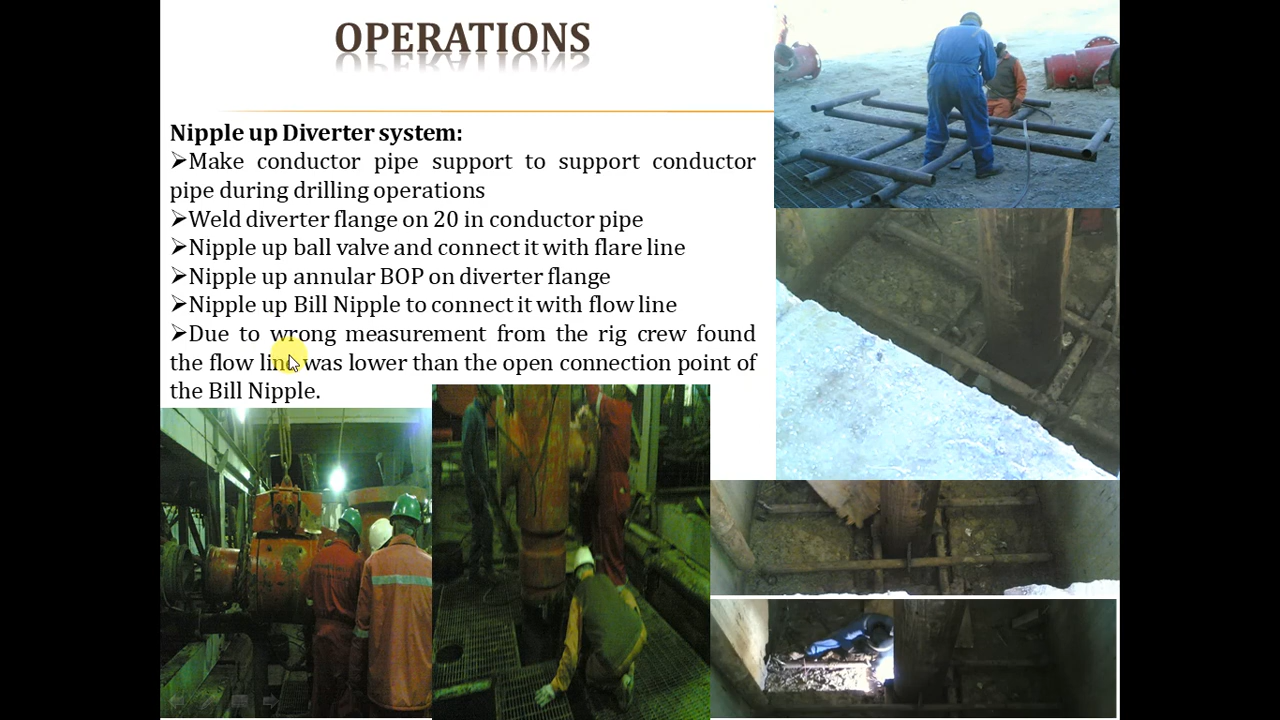 OPERATIONS
Nipple up Diverter system:
➢Make conductor pipe support to support conductor
pipe during drilling operations
➢Weld diverter flange on 20 in conductor pipe
➢Nipple up ball valve and connect it with flare line
➢Nipple up annular BOP on diverter flange
➢Nipple up Bill Nipple to connect it with flow line
➢Due to wrong measurement from the rig crew found
the flow line was lower than the open connection point of
the Bill Nipple.